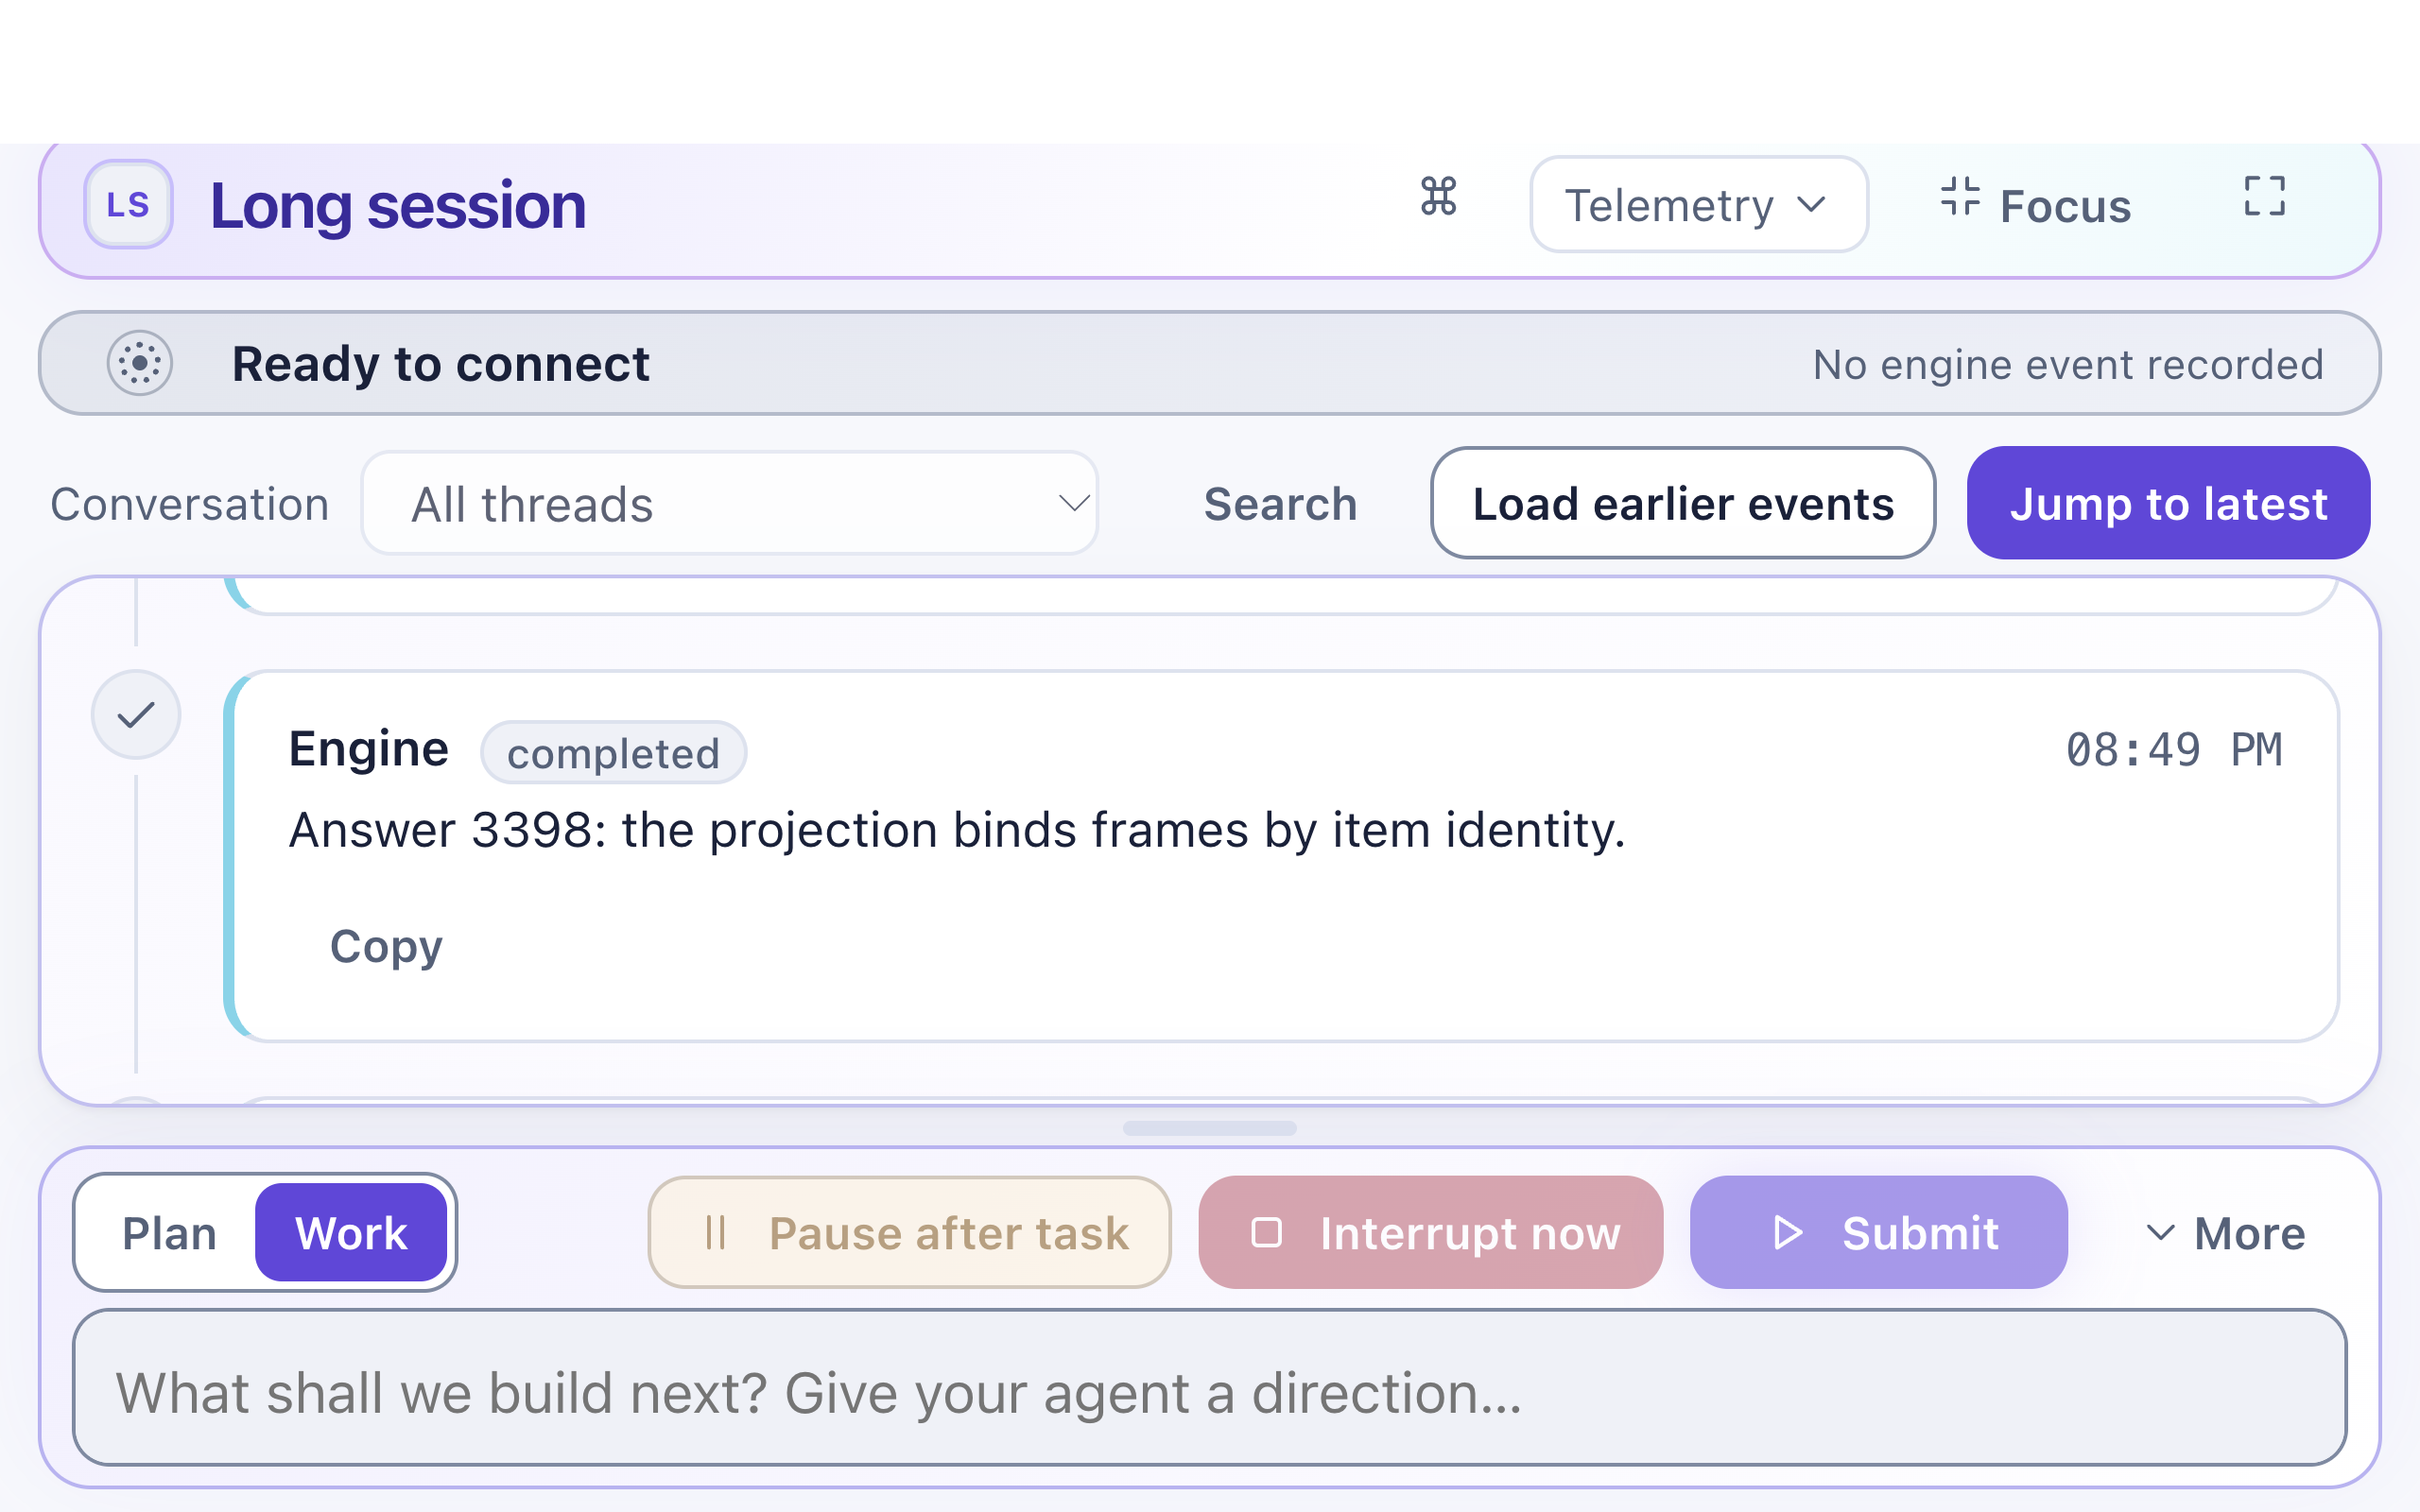 LS Long session ⌘ Telemetry Focus
Ready to connect No engine event recorded
Conversation All threads Search Load earlier events Jump to latest
Engine completed 08:49 PM
Answer 3398: the projection binds frames by item identity.
Copy
Plan Work Pause after task Interrupt now Submit More
What shall we build next? Give your agent a direction...